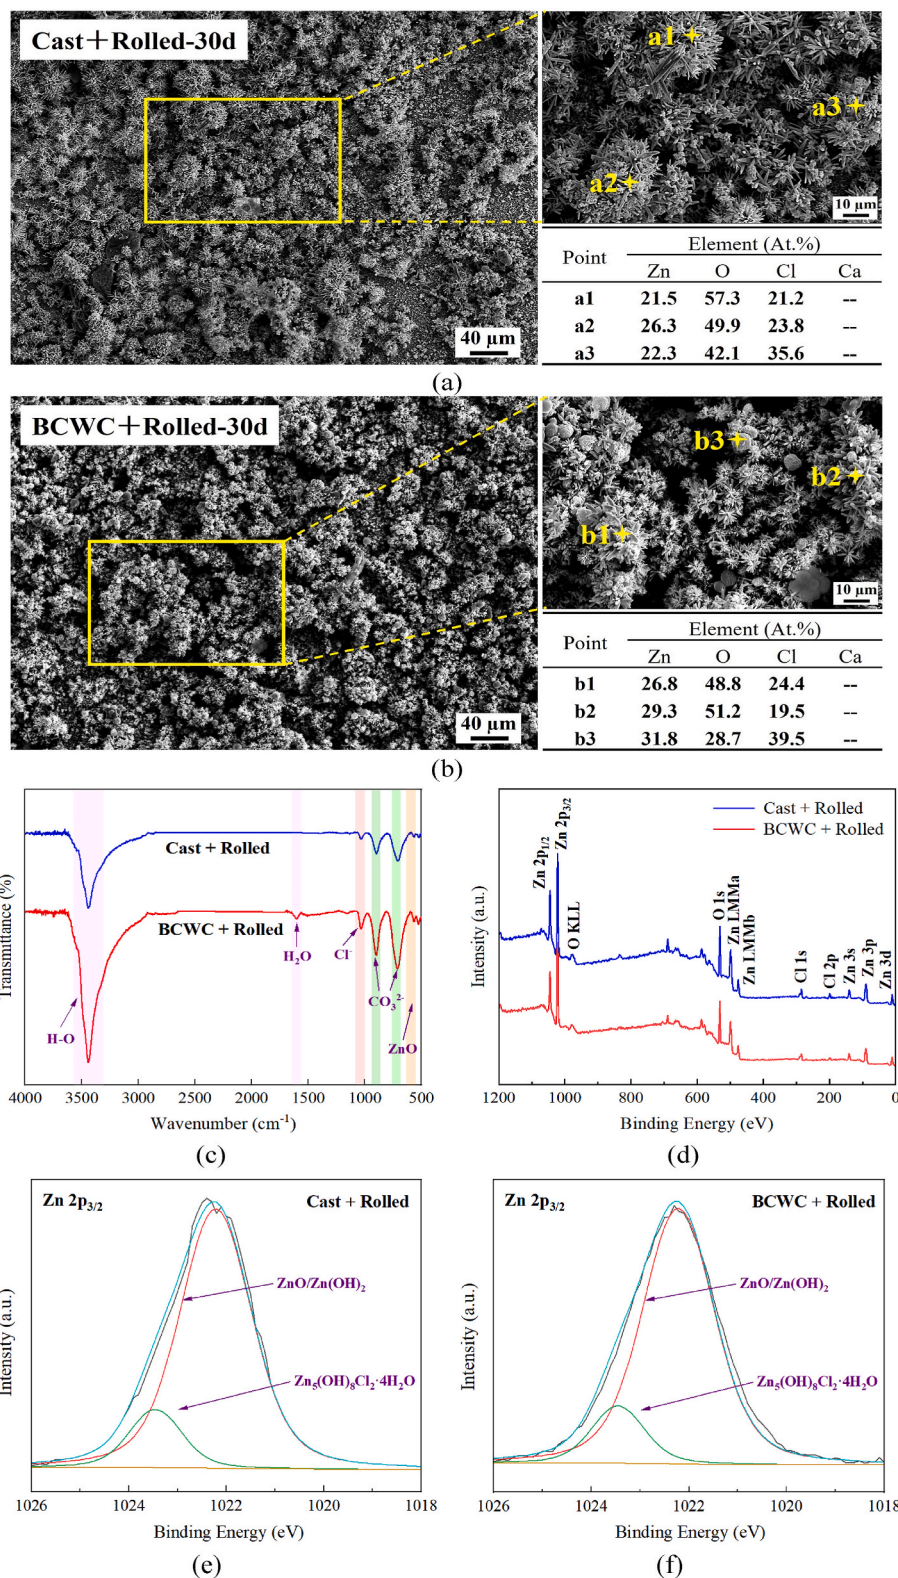 Cast+Rolled-30d
40 μm
a1
a2
a3
10 μm
Point Element (At.%)
Zn O Cl Ca
a1 21.5 57.3 21.2 --
a2 26.3 49.9 23.8 --
a3 22.3 42.1 35.6 --
(a)
BCWC+Rolled-30d
40 μm
b3
b2
b1
10 μm
Point Element (At.%)
Zn O Cl Ca
b1 26.8 48.8 24.4 --
b2 29.3 51.2 19.5 --
b3 31.8 28.7 39.5 --
(b)
Transmittance (%)
Cast + Rolled
BCWC + Rolled
H-O
H₂O
Cl⁻
CO₃²⁻
ZnO
4000 3500 3000 2500 2000 1500 1000 500
Wavenumber (cm⁻¹)
(c)
Intensity (a.u.)
Cast + Rolled
BCWC + Rolled
Zn 2p₁/₂
Zn 2p₃/₂
O KLL
O 1s
Zn LMMa
Zn LMMb
Cl 1s
Cl 2p
Zn 3s
Zn 3p
Zn 3d
1200 1000 800 600 400 200 0
Binding Energy (eV)
(d)
Zn 2p₃/₂ Cast + Rolled
Intensity (a.u.)
ZnO/Zn(OH)₂
Zn₅(OH)₈Cl₂·4H₂O
1026 1024 1022 1020 1018
Binding Energy (eV)
(e)
Zn 2p₃/₂ BCWC + Rolled
Intensity (a.u.)
ZnO/Zn(OH)₂
Zn₅(OH)₈Cl₂·4H₂O
1026 1024 1022 1020 1018
Binding Energy (eV)
(f)